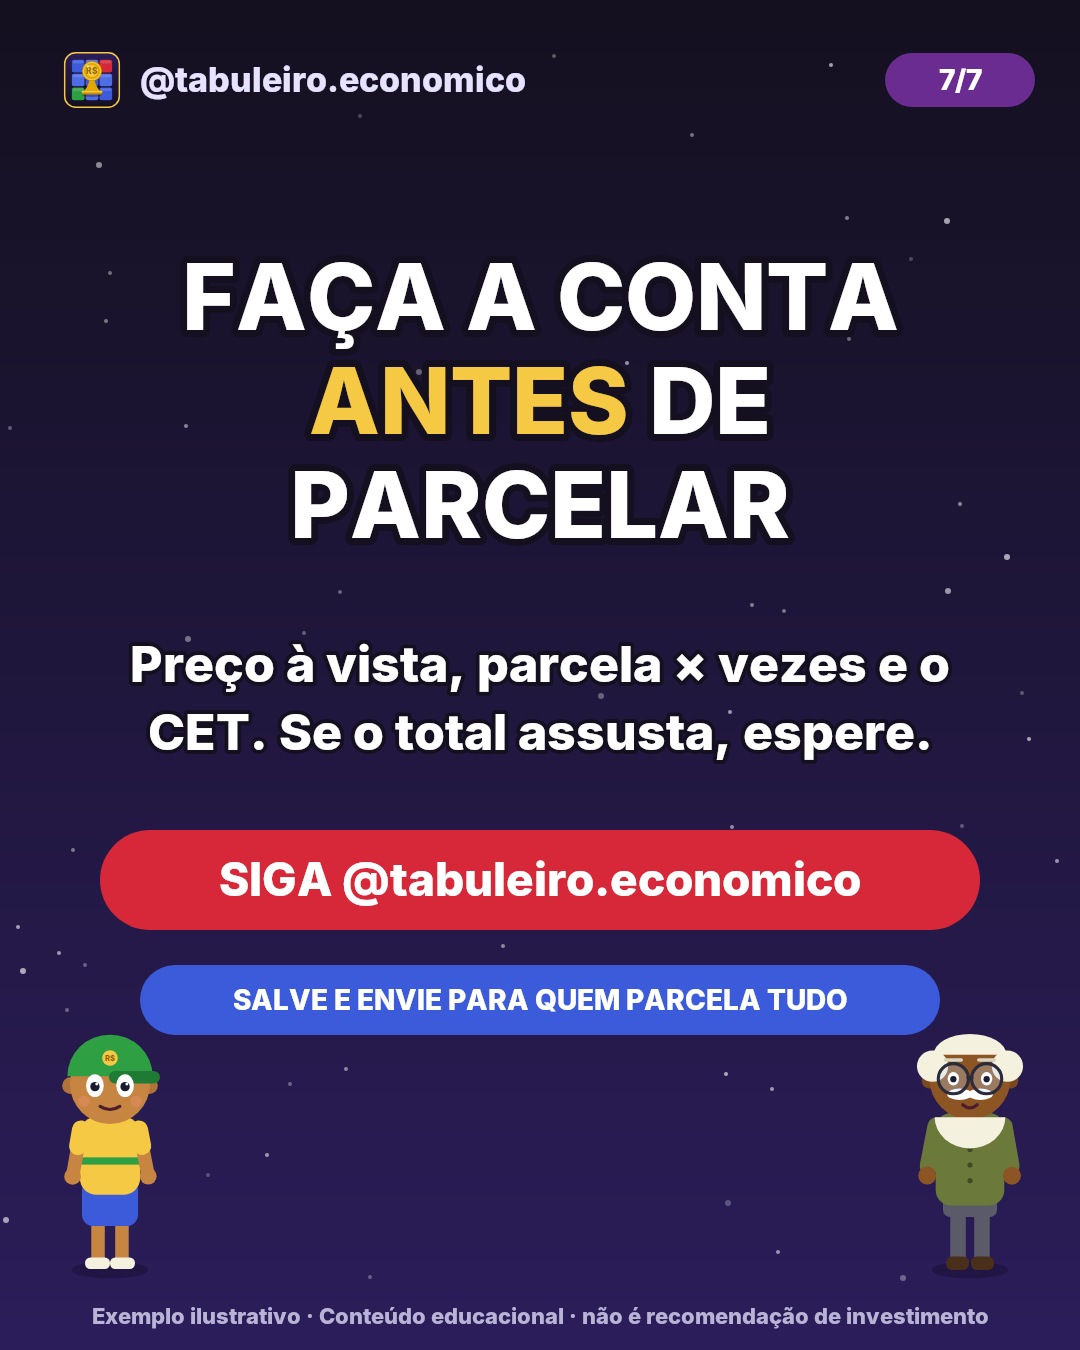 @tabuleiro.economico
7/7
FAÇA A CONTA
ANTES DE
PARCELAR
Preço à vista, parcela × vezes e o
CET. Se o total assusta, espere.
SIGA @tabuleiro.economico
SALVE E ENVIE PARA QUEM PARCELA TUDO
R$
R$
Exemplo ilustrativo · Conteúdo educacional · não é recomendação de investimento